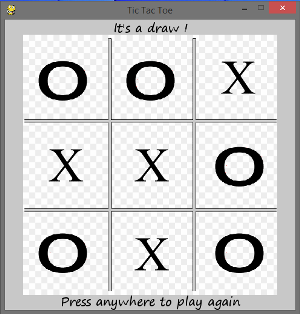 Tic Tac Toe
It's a draw !
O O X
X X O
O X O
Press anywhere to play again